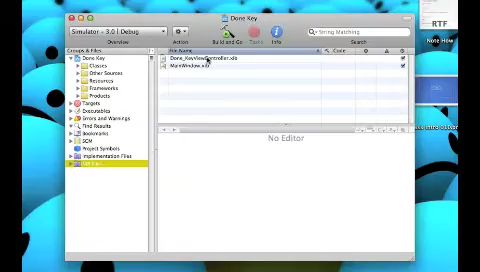 Done Key
Simulator - 3.0 | Debug
String Matching
Overview
Action
Build and Go
Tasks
Info
Search
Groups & Files
File Name
Code
Done Key
Classes
Other Sources
Resources
Frameworks
Products
Targets
Executables
Errors and Warnings
Find Results
Bookmarks
SCM
Project Symbols
Implementation Files
Done_KeyViewController.xib
MainWindow.xib
No Editor
RTF
Note How